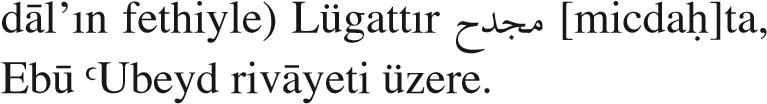 dāl’ın fethiyle) Lügattır مجدح [micdaḥ]ta,
Ebū ʿUbeyd rivāyeti üzere.